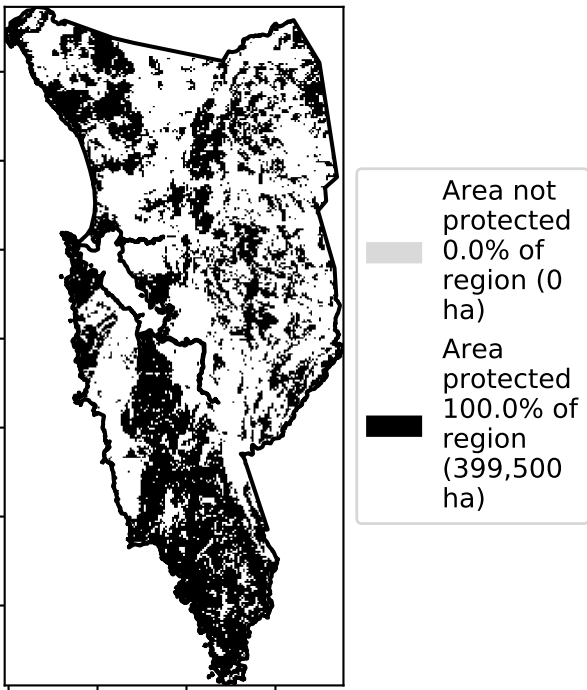 Area not
protected
0.0% of
region (0
ha)
Area
protected
100.0% of
region
(399,500
ha)